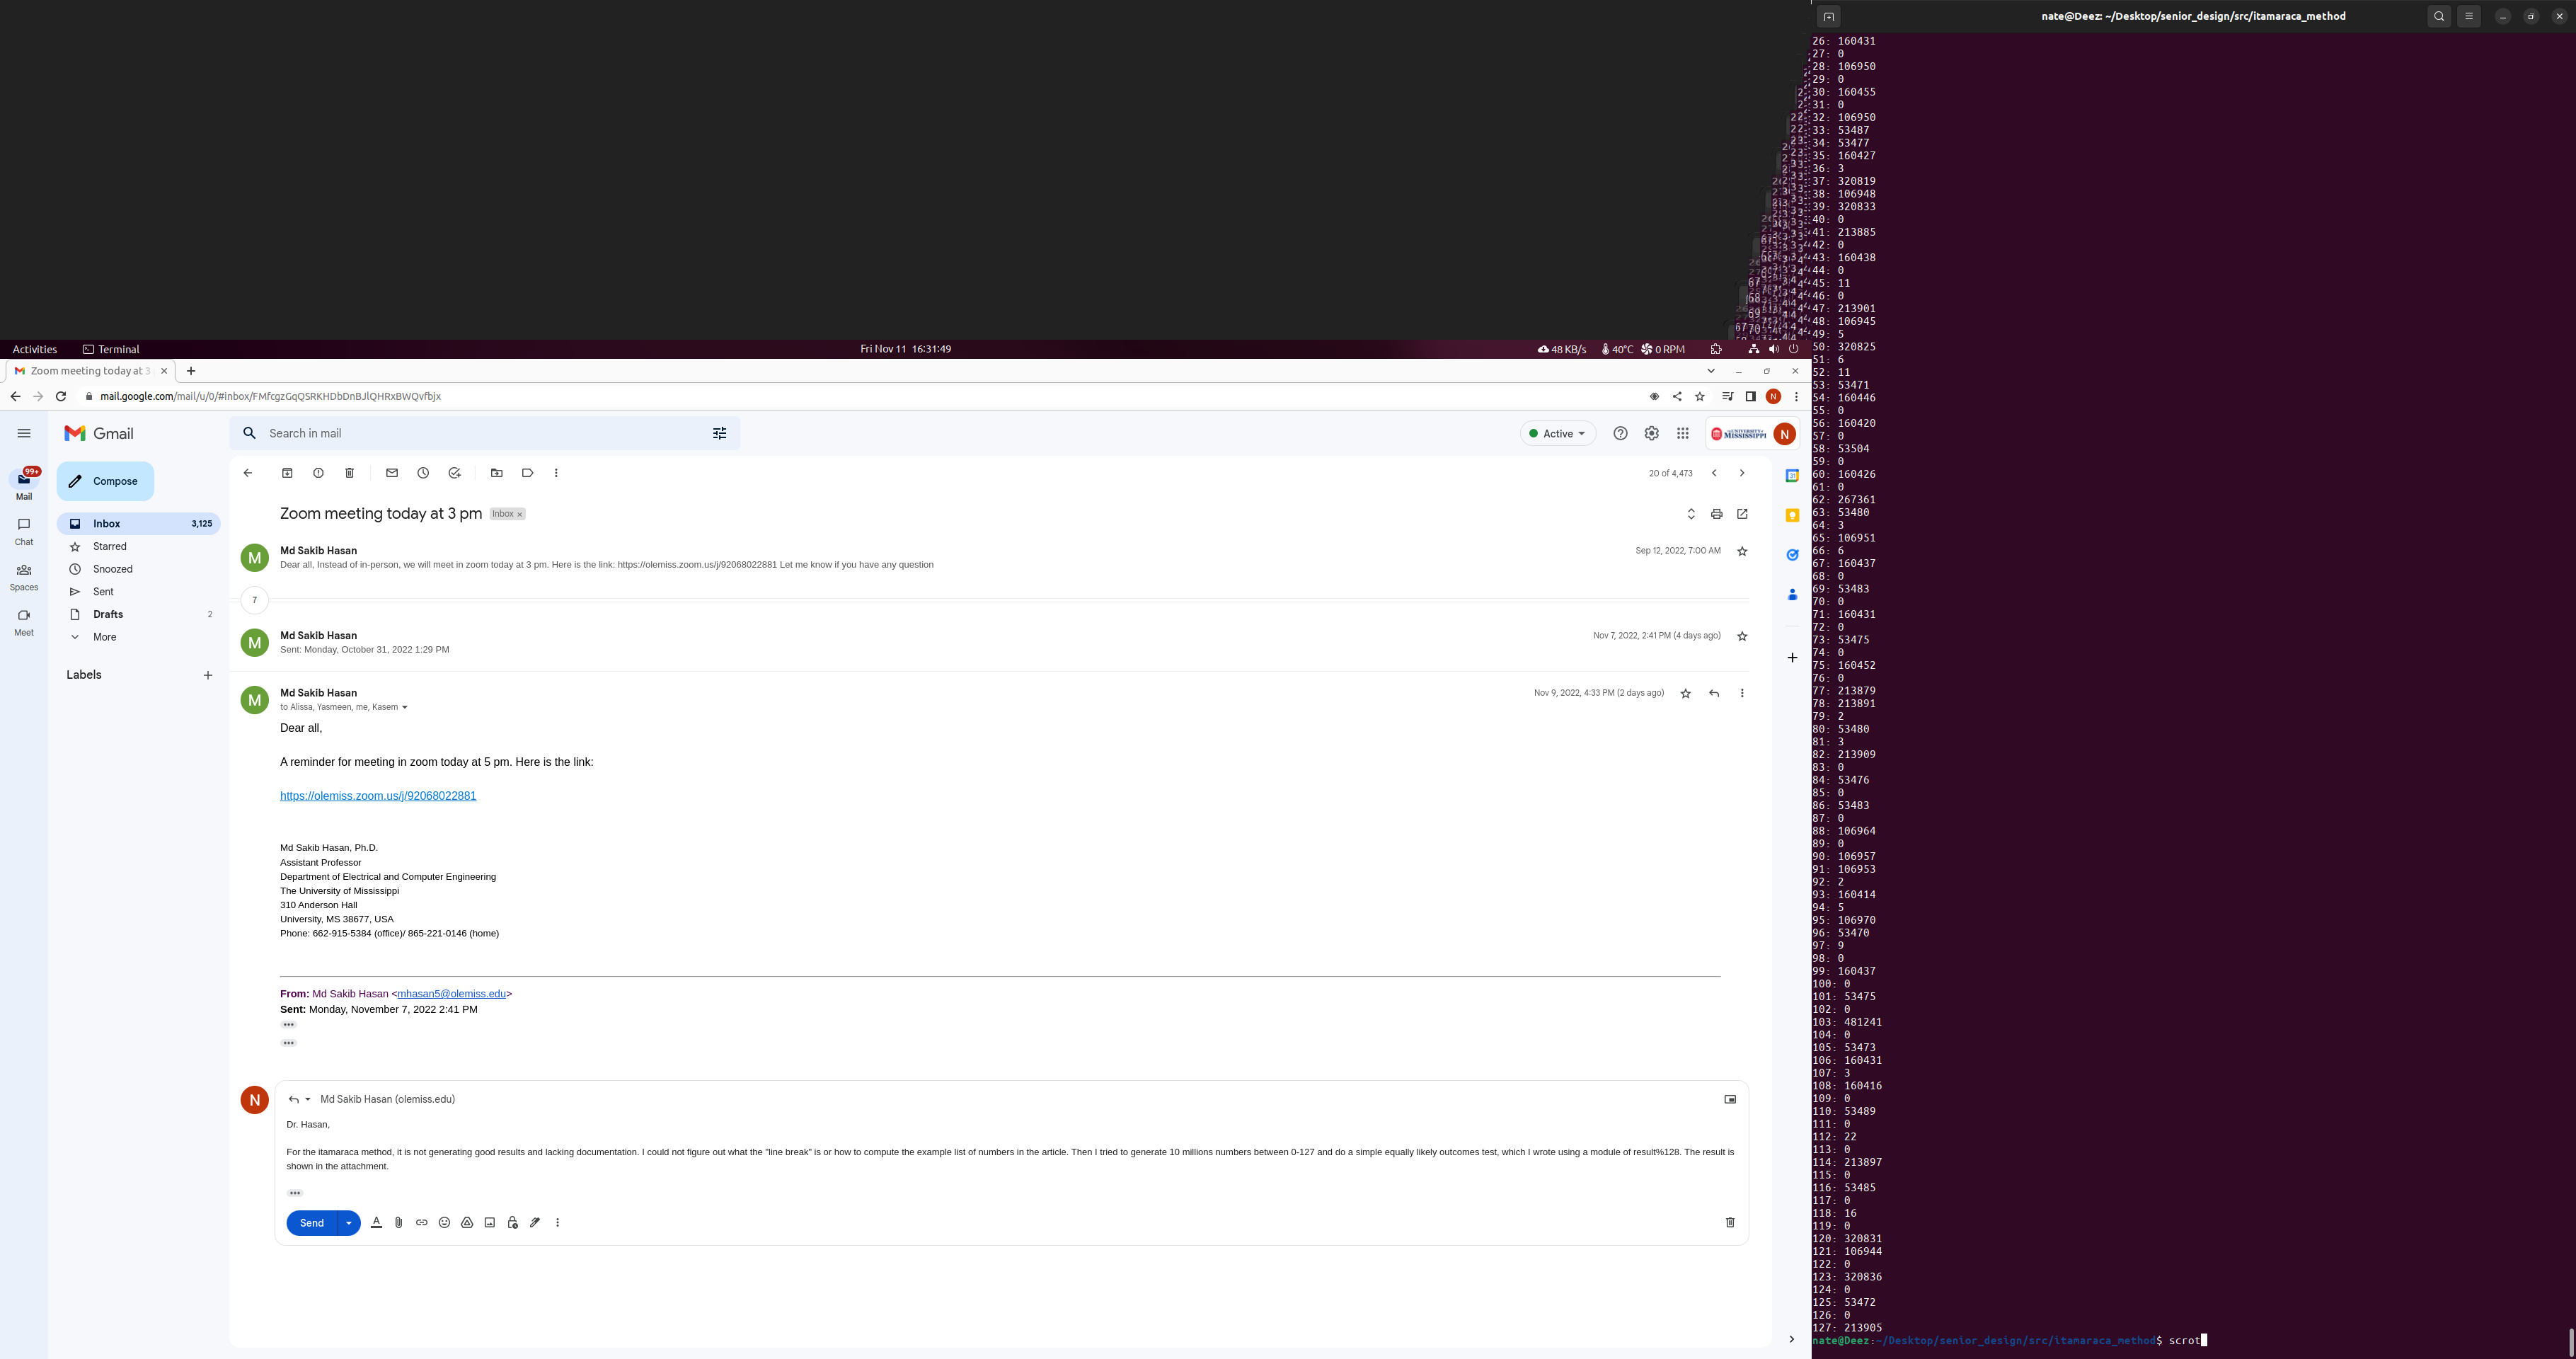 Activities
Terminal
Fri Nov 11 16:31:49
48 KB/s
40°C
0 RPM
Zoom meeting today at 3
mail.google.com/mail/u/0/#inbox/FMfcgzGqQSRKHDbDnBJlQHRxBWQvfbjx
N
Gmail
Search in mail
Active
UNIVERSITY of MISSISSIPPI
N
99+
Mail
Chat
Spaces
Meet
Compose
Inbox 3,125
Starred
Snoozed
Sent
Drafts 2
More
Labels
20 of 4,473
Zoom meeting today at 3 pm Inbox ×
M
Md Sakib Hasan Sep 12, 2022, 7:00 AM
Dear all, Instead of in-person, we will meet in zoom today at 3 pm. Here is the link: https://olemiss.zoom.us/j/92068022881 Let me know if you have any question
7
M
Md Sakib Hasan Nov 7, 2022, 2:41 PM (4 days ago)
Sent: Monday, October 31, 2022 1:29 PM
M
Md Sakib Hasan Nov 9, 2022, 4:33 PM (2 days ago)
to Alissa, Yasmeen, me, Kasem
Dear all,
A reminder for meeting in zoom today at 5 pm. Here is the link:
https://olemiss.zoom.us/j/92068022881
Md Sakib Hasan, Ph.D.
Assistant Professor
Department of Electrical and Computer Engineering
The University of Mississippi
310 Anderson Hall
University, MS 38677, USA
Phone: 662-915-5384 (office)/ 865-221-0146 (home)
From: Md Sakib Hasan <mhasan5@olemiss.edu>
Sent: Monday, November 7, 2022 2:41 PM
N
Md Sakib Hasan (olemiss.edu)
Dr. Hasan,
For the itamaraca method, it is not generating good results and lacking documentation. I could not figure out what the "line break" is or how to compute the example list of numbers in the article. Then I tried to generate 10 millions numbers between 0-127 and do a simple equally likely outcomes test, which I wrote using a module of result%128. The result is
shown in the attachment.
Send
nate@Deez: ~/Desktop/senior_design/src/itamaraca_method
26: 160431
27: 0
28: 106950
29: 0
30: 160455
31: 0
32: 106950
33: 53487
34: 53477
35: 160427
36: 3
37: 320819
38: 106948
39: 320833
40: 0
41: 213885
42: 0
43: 160438
44: 0
45: 11
46: 0
47: 213901
48: 106945
49: 5
50: 320825
51: 6
52: 11
53: 53471
54: 160446
55: 0
56: 160420
57: 0
58: 53504
59: 0
60: 160426
61: 0
62: 267361
63: 53480
64: 3
65: 106951
66: 6
67: 160437
68: 0
69: 53483
70: 0
71: 160431
72: 0
73: 53475
74: 0
75: 160452
76: 0
77: 213879
78: 213891
79: 2
80: 53480
81: 3
82: 213909
83: 0
84: 53476
85: 0
86: 53483
87: 0
88: 106964
89: 0
90: 106957
91: 106953
92: 2
93: 160414
94: 5
95: 106970
96: 53470
97: 9
98: 0
99: 160437
100: 0
101: 53475
102: 0
103: 481241
104: 0
105: 53473
106: 160431
107: 3
108: 160416
109: 0
110: 53489
111: 0
112: 22
113: 0
114: 213897
115: 0
116: 53485
117: 0
118: 16
119: 0
120: 320831
121: 106944
122: 0
123: 320836
124: 0
125: 53472
126: 0
127: 213905
nate@Deez:~/Desktop/senior_design/src/itamaraca_method$ scrot